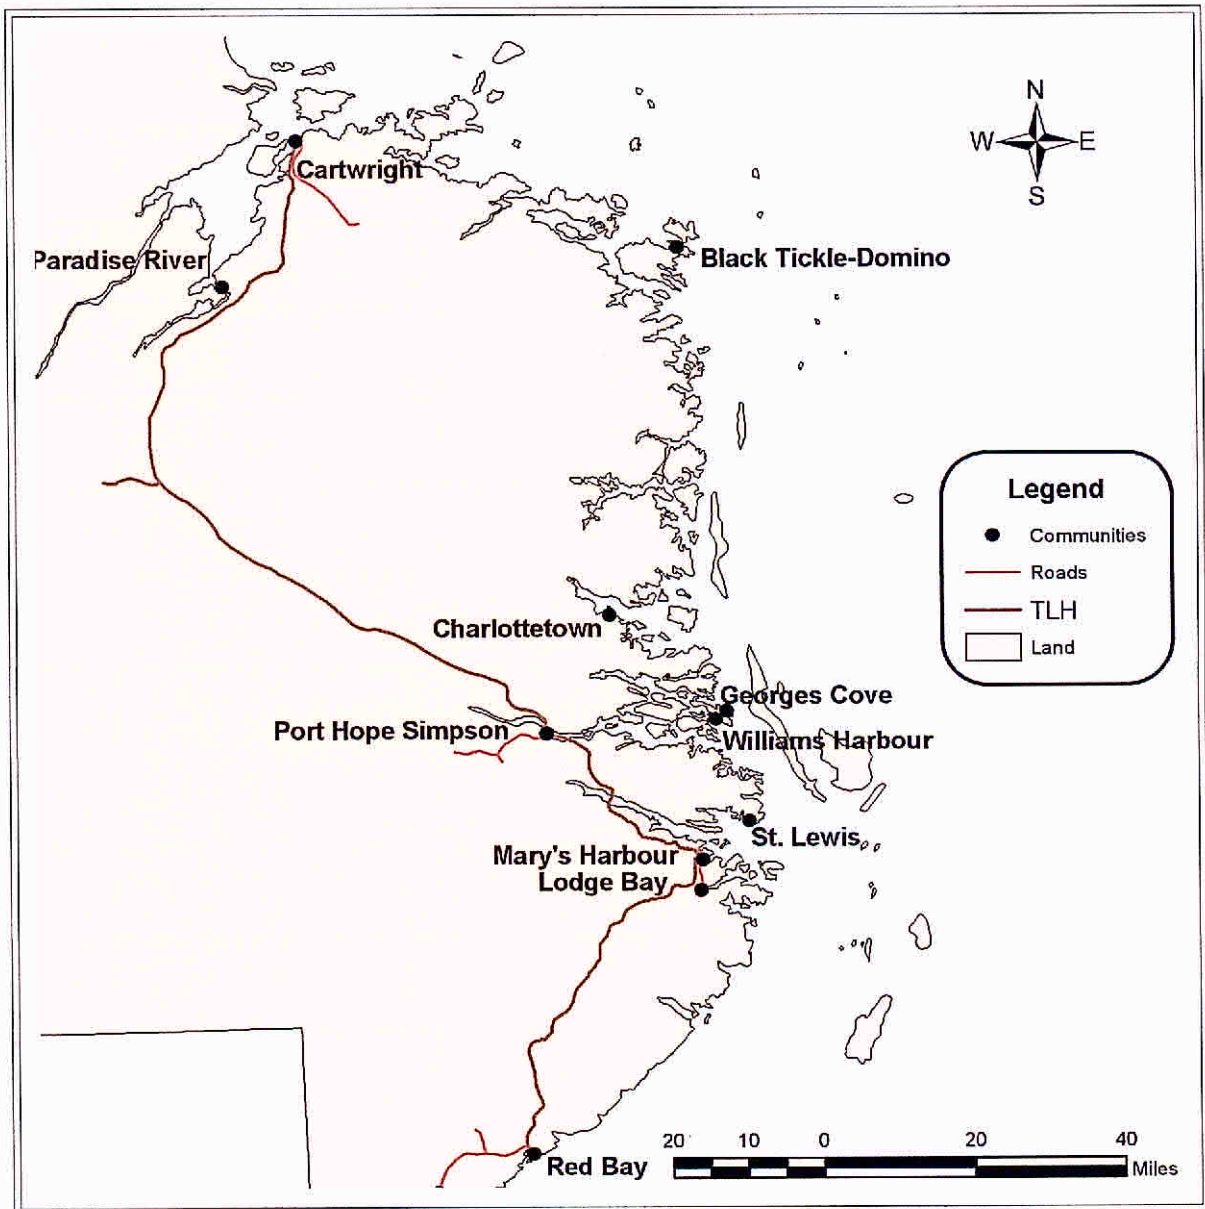 N
W E
S
Cartwright
Paradise River
Black Tickle-Domino
Legend
Communities
Roads
TLH
Land
Charlottetown
Georges Cove
Port Hope Simpson
Williams Harbour
St. Lewis
Mary's Harbour
Lodge Bay
20 10 0 20 40
Miles
Red Bay